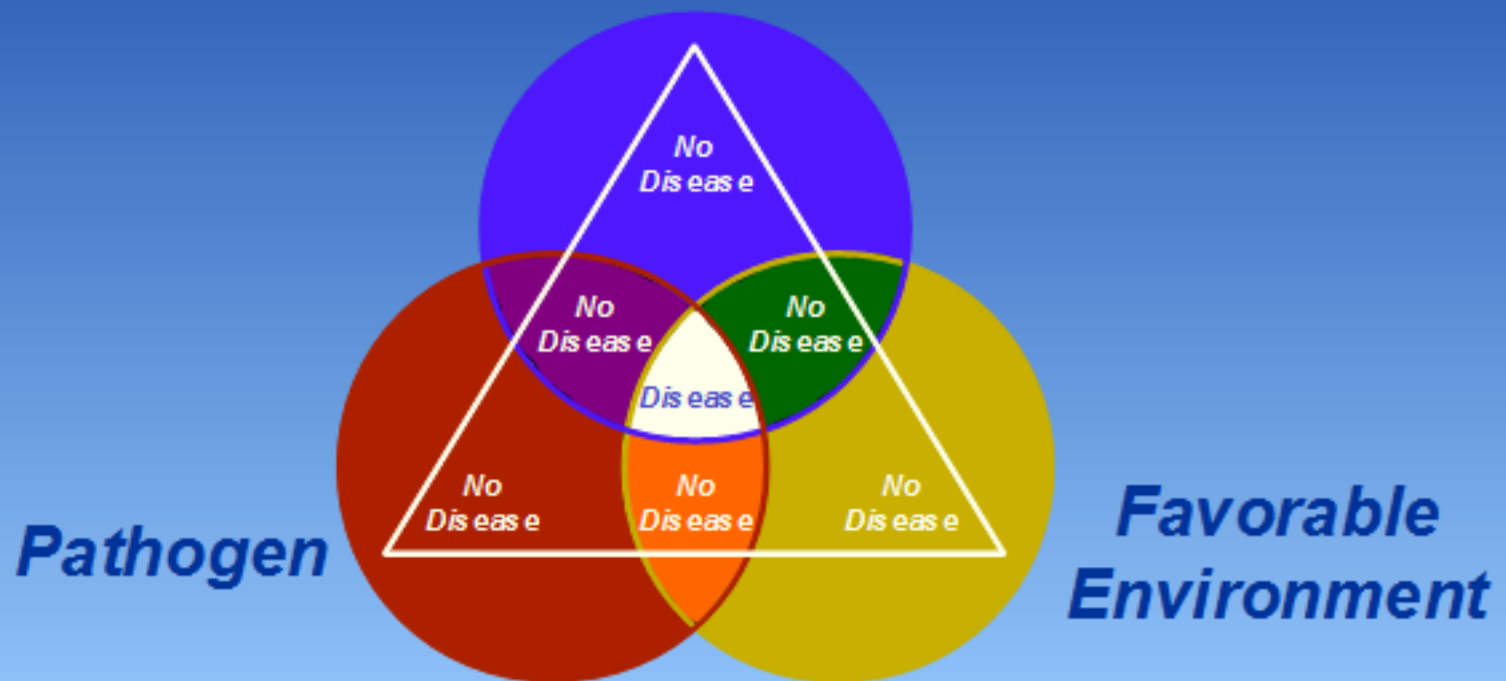 No
Disease
No
Disease
No
Disease
Disease
No
Disease
No
Disease
No
Disease
Pathogen
Favorable
Environment